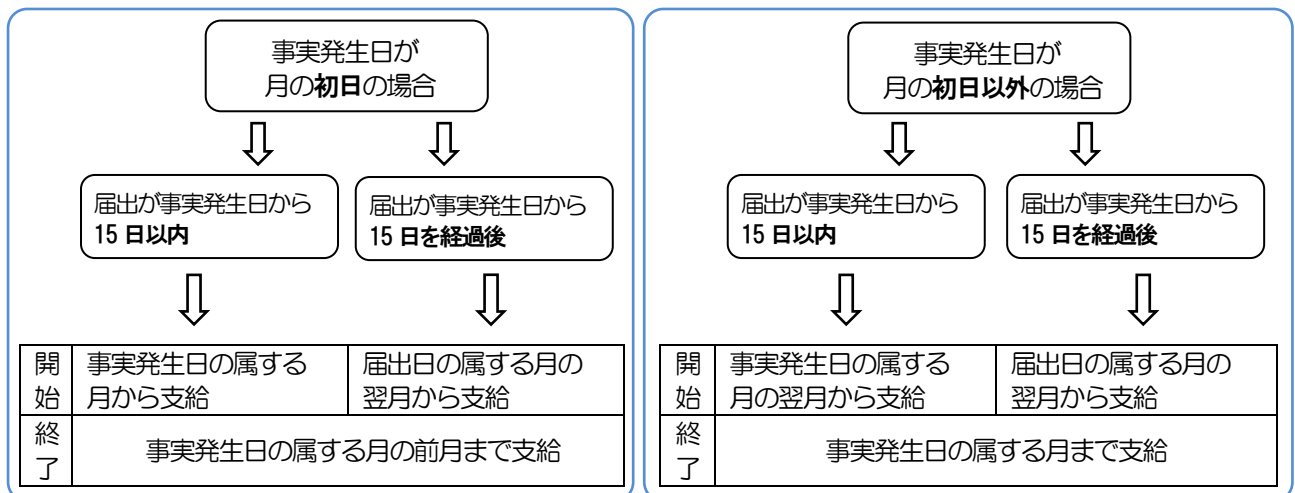 事実発生日が
月の初日の場合
届出が事実発生日から
15 日以内
届出が事実発生日から
15 日を経過後
開始
事実発生日の属する
月から支給
届出日の属する月の
翌月から支給
終了
事実発生日の属する月の前月まで支給
事実発生日が
月の初日以外の場合
届出が事実発生日から
15 日以内
届出が事実発生日から
15 日を経過後
開始
事実発生日の属する
月の翌月から支給
届出日の属する月の
翌月から支給
終了
事実発生日の属する月まで支給